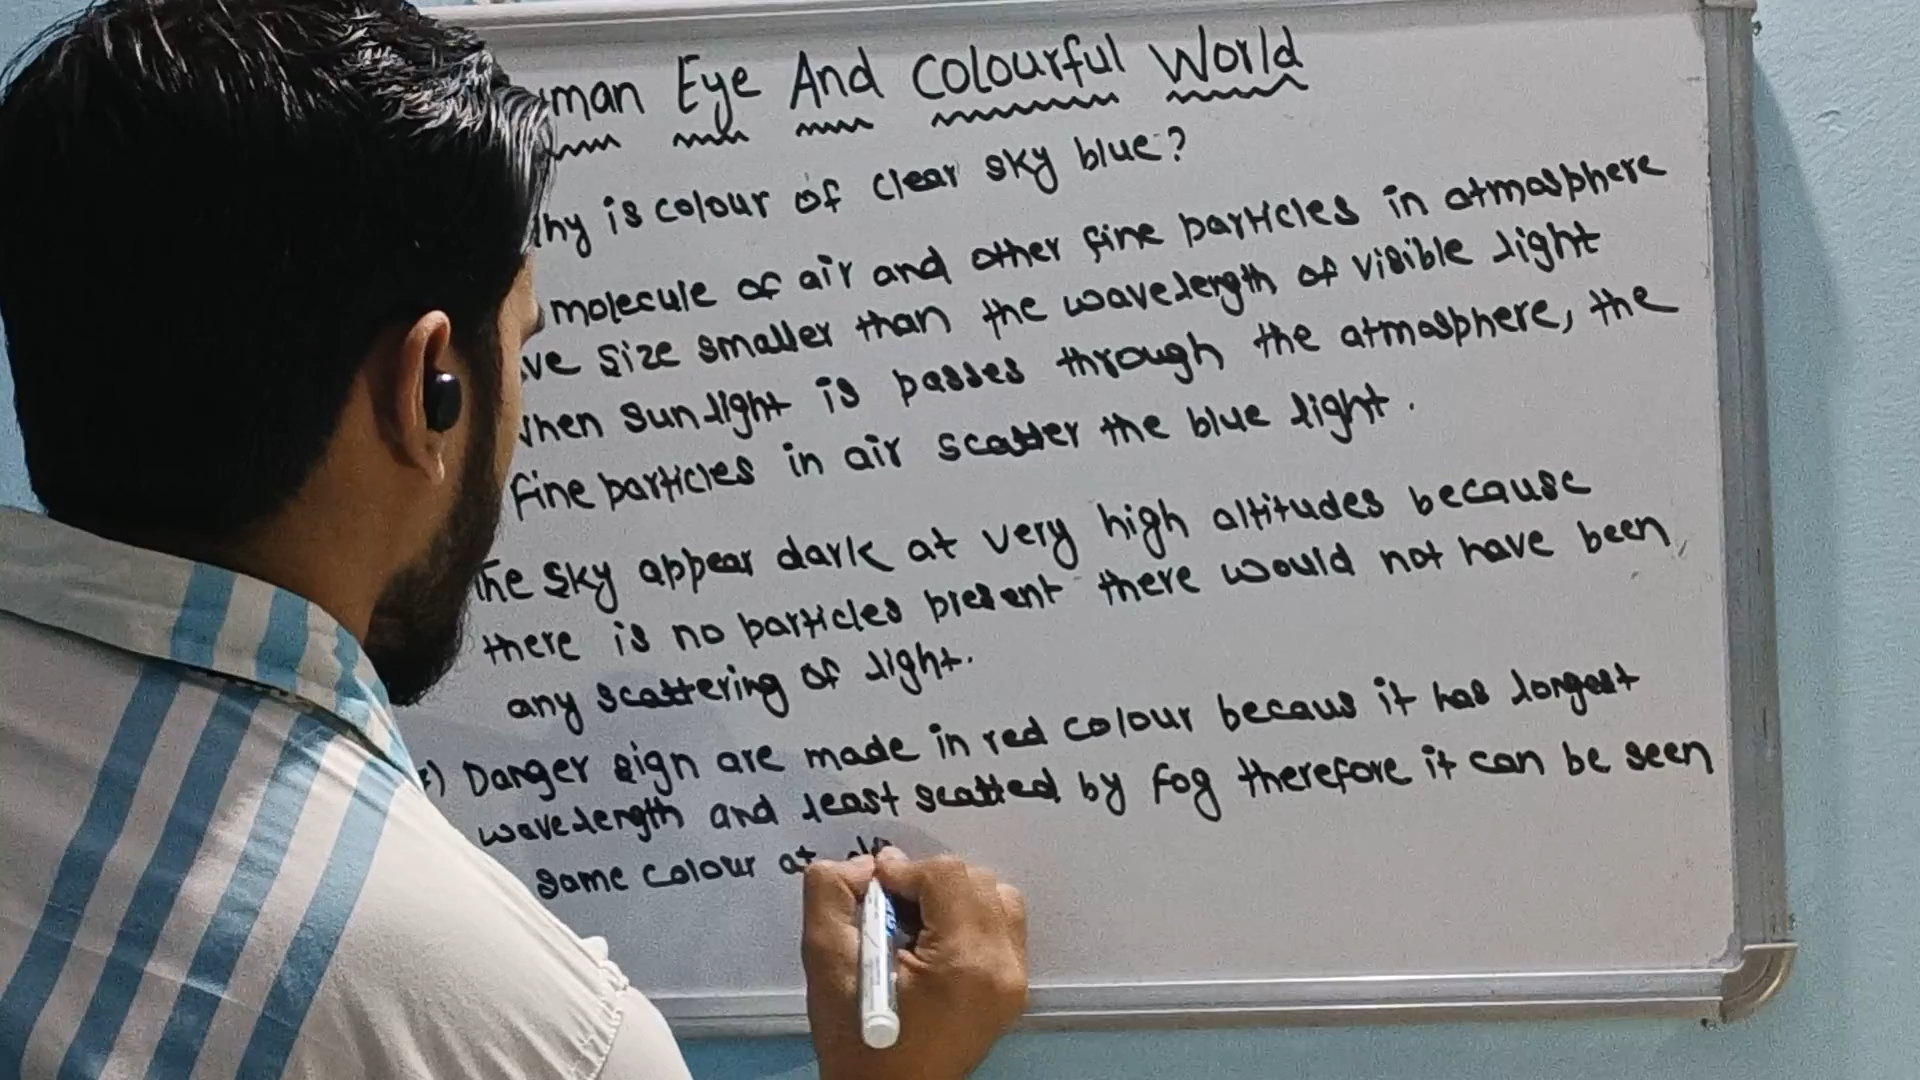 man Eye And Colourful World
hy is colour of clear sky blue?
molecule of air and other fine particles in atmosphere
ve size smaller than the wavelength of visible light
hen sunlight is passes through the atmosphere, the
fine particles in air scatter the blue light.
The sky appear dark at very high altitudes because
there is no particles present there would not have been
any scattering of light.
) Danger sign are made in red colour becaus it has longest
wavelength and least scatted by fog therefore it can be seen
same colour at